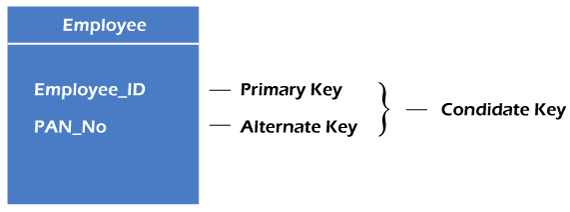 Employee
Employee_ID — Primary Key
PAN_No — Alternate Key
— Condidate Key